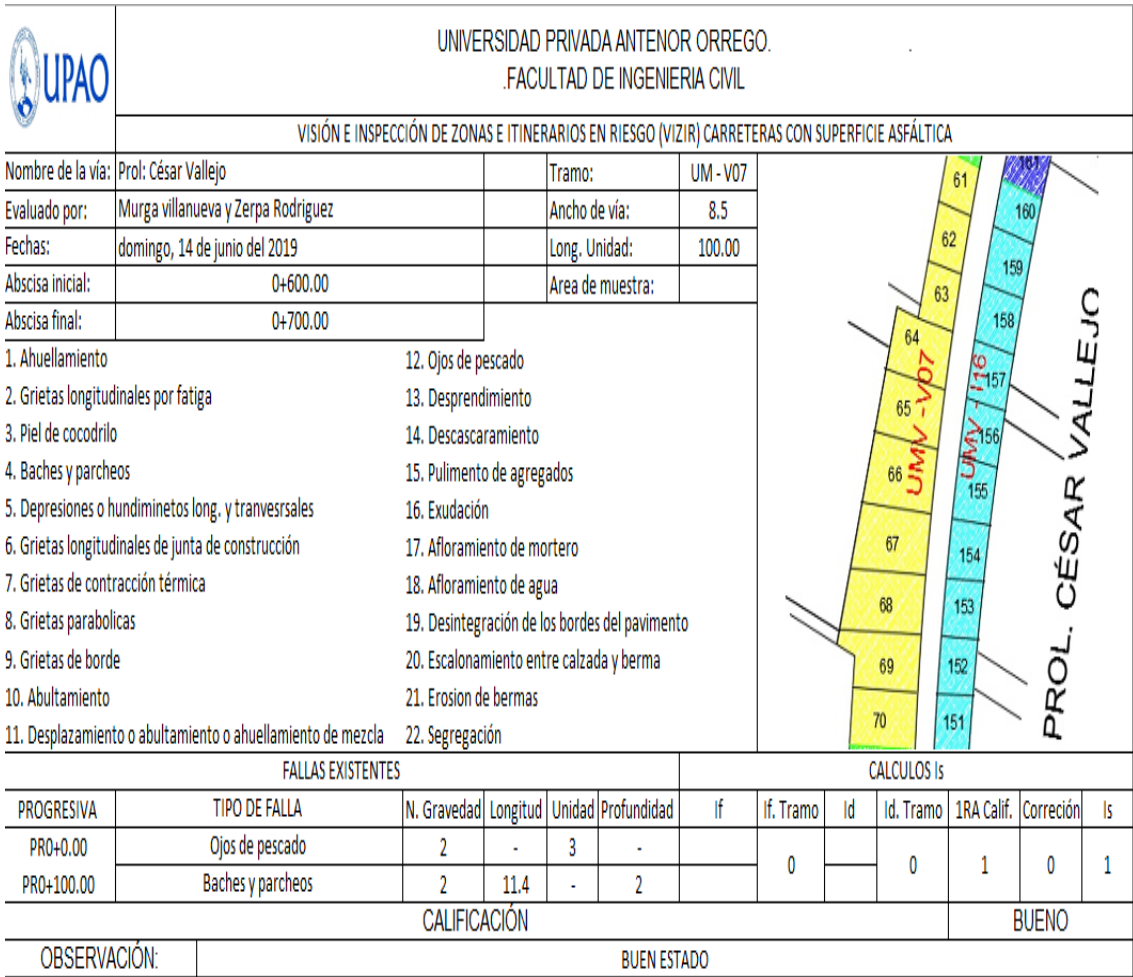 UPAO
UNIVERSIDAD PRIVADA ANTENOR ORREGO. .
.FACULTAD DE INGENIERIA CIVIL
VISIÓN E INSPECCIÓN DE ZONAS E ITINERARIOS EN RIESGO (VIZIR) CARRETERAS CON SUPERFICIE ASFÁLTICA
Nombre de la vía: Prol: César Vallejo Tramo: UM - V07
Evaluado por: Murga villanueva y Zerpa Rodriguez Ancho de vía: 8.5
Fechas: domingo, 14 de junio del 2019 Long. Unidad: 100.00
Abscisa inicial: 0+600.00 Area de muestra:
Abscisa final: 0+700.00
1. Ahuellamiento
2. Grietas longitudinales por fatiga
3. Piel de cocodrilo
4. Baches y parcheos
5. Depresiones o hundiminetos long. y tranvesrsales
6. Grietas longitudinales de junta de construcción
7. Grietas de contracción térmica
8. Grietas parabolicas
9. Grietas de borde
10. Abultamiento
11. Desplazamiento o abultamiento o ahuellamiento de mezcla
12. Ojos de pescado
13. Desprendimiento
14. Descascaramiento
15. Pulimento de agregados
16. Exudación
17. Afloramiento de mortero
18. Afloramiento de agua
19. Desintegración de los bordes del pavimento
20. Escalonamiento entre calzada y berma
21. Erosion de bermas
22. Segregación
61
62
63
64
65
66
67
68
69
70
UMV -V07
161
160
159
158
157
156
155
154
153
152
151
UMV - I16
PROL. CÉSAR VALLEJO
FALLAS EXISTENTES CALCULOS Is
PROGRESIVA TIPO DE FALLA N. Gravedad Longitud Unidad Profundidad If If. Tramo Id Id. Tramo 1RA Calif. Correción Is
PR0+0.00 Ojos de pescado 2 - 3 -
0 0 1 0 1
PR0+100.00 Baches y parcheos 2 11.4 - 2
CALIFICACIÓN BUENO
OBSERVACIÓN: BUEN ESTADO